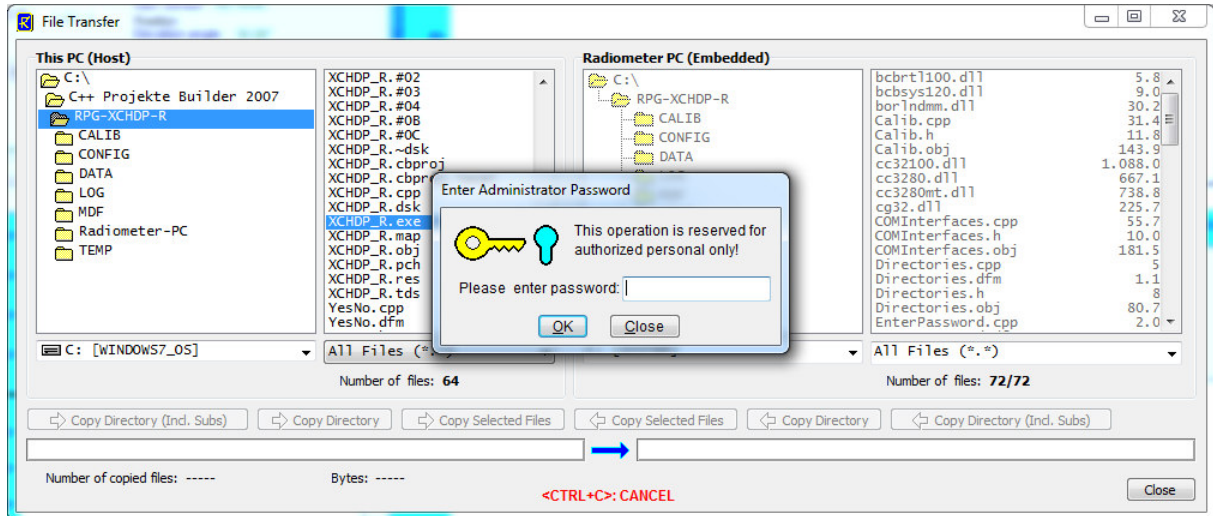 File Transfer
This PC (Host)
C:\
C++ Projekte Builder 2007
RPG-XCHDP-R
CALIB
CONFIG
DATA
LOG
MDF
Radiometer-PC
TEMP
XCHDP_R.#02
XCHDP_R.#03
XCHDP_R.#04
XCHDP_R.#0B
XCHDP_R.#0C
XCHDP_R.~dsk
XCHDP_R.cbproj
XCHDP_R.cpp
XCHDP_R.dsk
XCHDP_R.exe
XCHDP_R.map
XCHDP_R.obj
XCHDP_R.pch
XCHDP_R.res
XCHDP_R.tds
YesNo.cpp
YesNo.dfm
C: [WINDOWS7_OS]
All Files (*.
Number of files: 64
Radiometer PC (Embedded)
C:\
RPG-XCHDP-R
CALIB
CONFIG
DATA
bcbrtl100.dll 5.8
bcbsys120.dll 9.0
borlndmm.dll 30.2
Calib.cpp 31.4
Calib.h 11.8
Calib.obj 143.9
cc32100.dll 1.088.0
cc3280.dll 667.1
cc3280mt.dll 738.8
cg32.dll 225.7
COMInterfaces.cpp 55.7
COMInterfaces.h 10.0
COMInterfaces.obj 181.5
Directories.cpp 5
Directories.dfm 1.1
Directories.h 8
Directories.obj 80.7
EnterPassword.cpp 2.0
All Files (*.*)
Number of files: 72/72
Enter Administrator Password
This operation is reserved for
authorized personal only!
Please enter password:
OK Close
Copy Directory (Incl. Subs) Copy Directory Copy Selected Files Copy Selected Files Copy Directory Copy Directory (Incl. Subs)
Number of copied files: ----- Bytes: -----
<CTRL+C>: CANCEL
Close